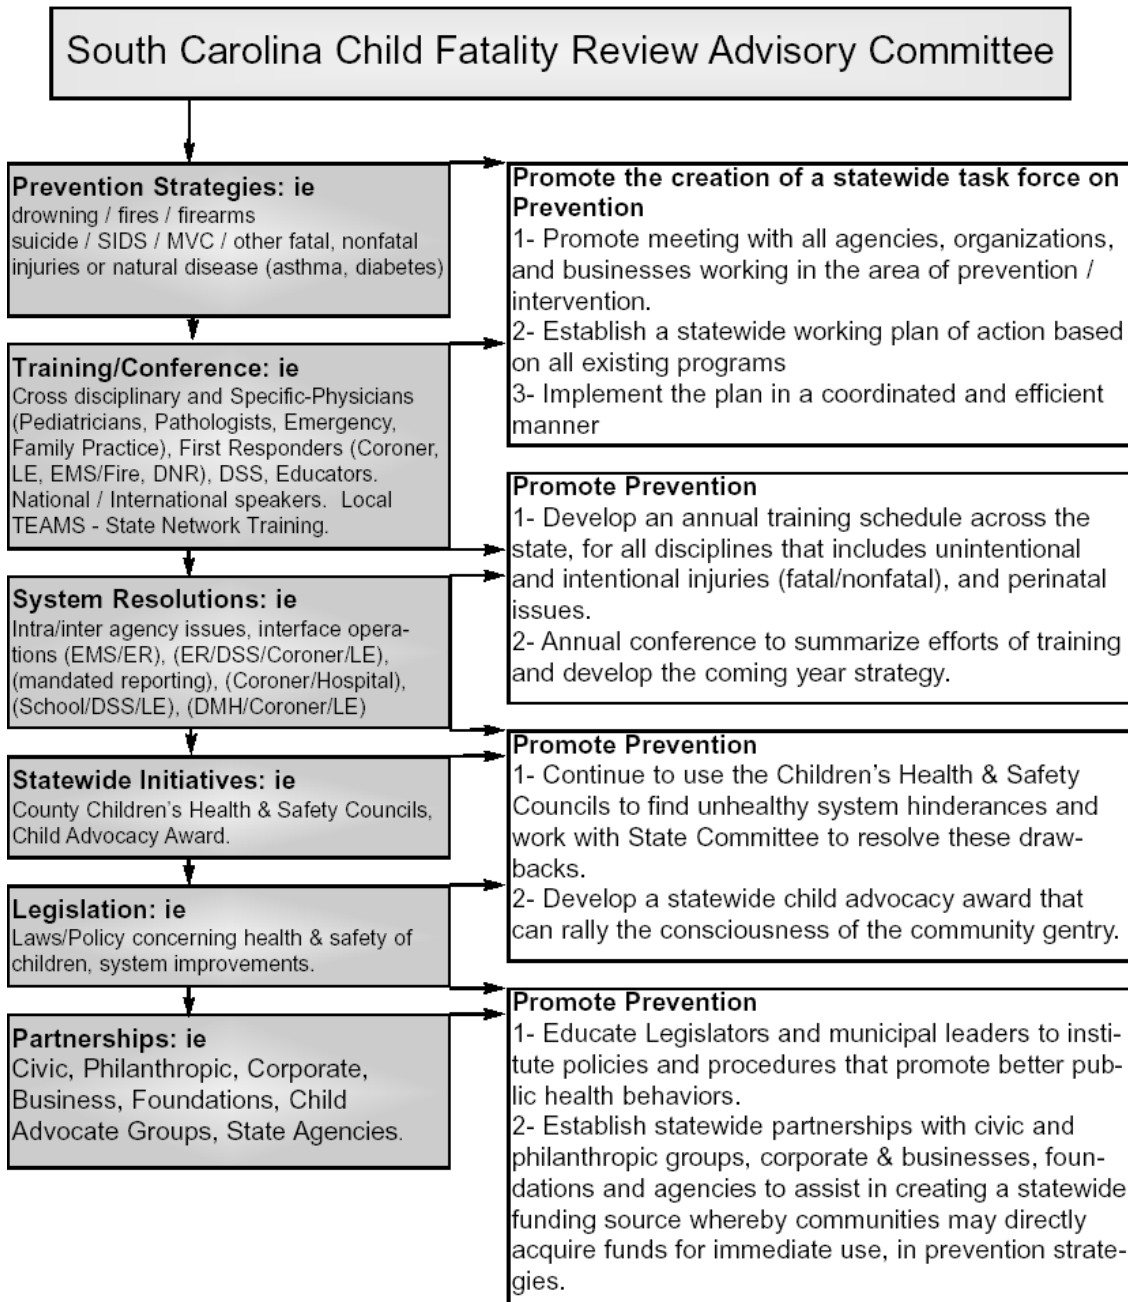 South Carolina Child Fatality Review Advisory Committee
Prevention Strategies: ie
drowning / fires / firearms
suicide / SIDS / MVC / other fatal, nonfatal
injuries or natural disease (asthma, diabetes)
Training/Conference: ie
Cross disciplinary and Specific-Physicians
(Pediatricians, Pathologists, Emergency,
Family Practice), First Responders (Coroner,
LE, EMS/Fire, DNR), DSS, Educators.
National / International speakers.  Local
TEAMS - State Network Training.
System Resolutions: ie
Intra/inter agency issues, interface opera-
tions (EMS/ER), (ER/DSS/Coroner/LE),
(mandated reporting), (Coroner/Hospital),
(School/DSS/LE), (DMH/Coroner/LE)
Statewide Initiatives: ie
County Children's Health & Safety Councils,
Child Advocacy Award.
Legislation: ie
Laws/Policy concerning health & safety of
children, system improvements.
Partnerships: ie
Civic, Philanthropic, Corporate,
Business, Foundations, Child
Advocate Groups, State Agencies.
Promote the creation of a statewide task force on
Prevention
1- Promote meeting with all agencies, organizations,
and businesses working in the area of prevention /
intervention.
2- Establish a statewide working plan of action based
on all existing programs
3- Implement the plan in a coordinated and efficient
manner
Promote Prevention
1- Develop an annual training schedule across the
state, for all disciplines that includes unintentional
and intentional injuries (fatal/nonfatal), and perinatal
issues.
2- Annual conference to summarize efforts of training
and develop the coming year strategy.
Promote Prevention
1- Continue to use the Children's Health & Safety
Councils to find unhealthy system hinderances and
work with State Committee to resolve these draw-
backs.
2- Develop a statewide child advocacy award that
can rally the consciousness of the community gentry.
Promote Prevention
1- Educate Legislators and municipal leaders to insti-
tute policies and procedures that promote better pub-
lic health behaviors.
2- Establish statewide partnerships with civic and
philanthropic groups, corporate & businesses, foun-
dations and agencies to assist in creating a statewide
funding source whereby communities may directly
acquire funds for immediate use, in prevention strate-
gies.